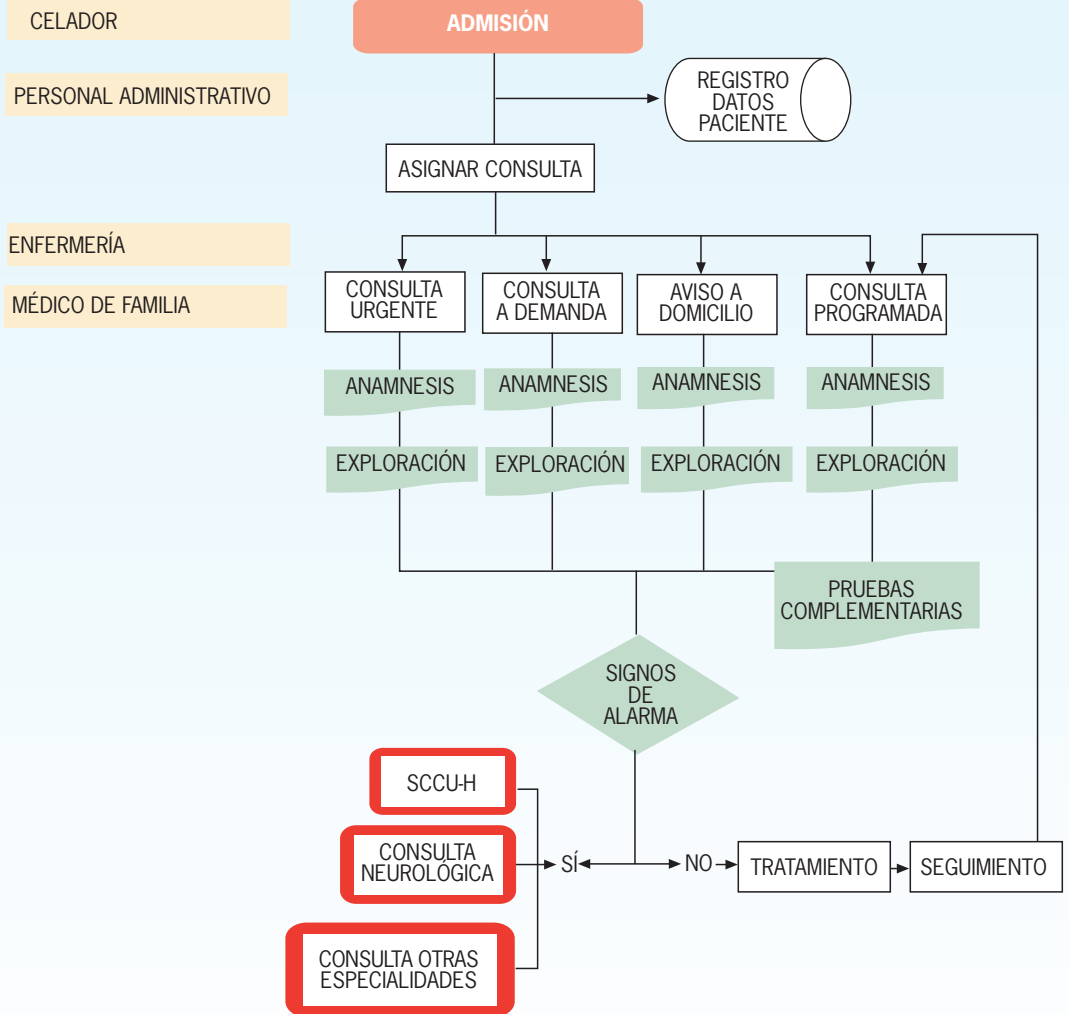 CELADOR
ADMISIÓN
PERSONAL ADMINISTRATIVO
REGISTRO
DATOS
PACIENTE
ASIGNAR CONSULTA
ENFERMERÍA
MÉDICO DE FAMILIA
CONSULTA
URGENTE
CONSULTA
A DEMANDA
AVISO A
DOMICILIO
CONSULTA
PROGRAMADA
ANAMNESIS
ANAMNESIS
ANAMNESIS
ANAMNESIS
EXPLORACIÓN
EXPLORACIÓN
EXPLORACIÓN
EXPLORACIÓN
PRUEBAS
COMPLEMENTARIAS
SIGNOS
DE
ALARMA
SCCU-H
CONSULTA
NEUROLÓGICA
SÍ
NO
TRATAMIENTO
SEGUIMIENTO
CONSULTA OTRAS
ESPECIALIDADES